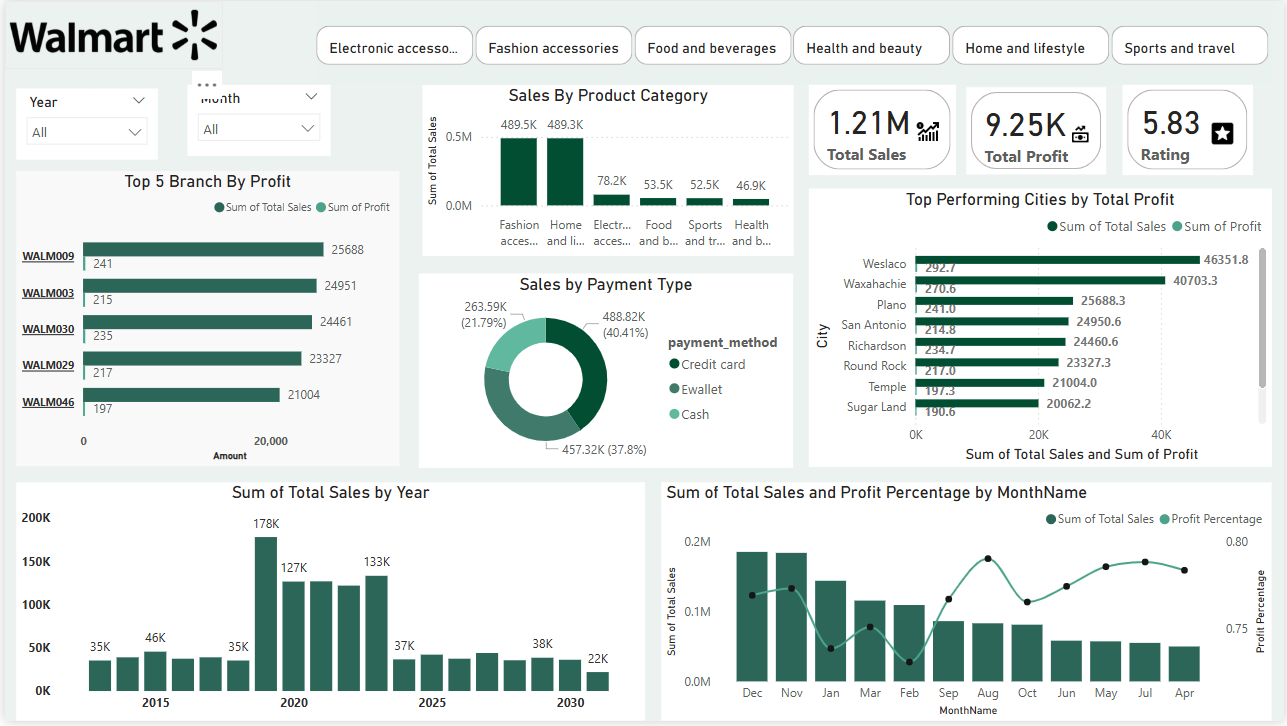 Walmart
Electronic accesso...
Fashion accessories
Food and beverages
Health and beauty
Home and lifestyle
Sports and travel
Year
All
Month
All
Sales By Product Category
Sum of Total Sales
0.5M
0.0M
489.5K
489.3K
78.2K
53.5K
52.5K
46.9K
Fashion acces...
Home and li...
Electr... acces...
Food and b...
Sports and tr...
Health and b...
1.21M
Total Sales
9.25K
Total Profit
5.83
Rating
Top 5 Branch By Profit
Sum of Total Sales
Sum of Profit
WALM009
25688
241
WALM003
24951
215
WALM030
24461
235
WALM029
23327
217
WALM046
21004
197
0
20,000
Amount
Sales by Payment Type
263.59K
(21.79%)
488.82K
(40.41%)
457.32K (37.8%)
payment_method
Credit card
Ewallet
Cash
Top Performing Cities by Total Profit
Sum of Total Sales
Sum of Profit
City
Weslaco
46351.8
292.7
Waxahachie
40703.3
270.6
Plano
25688.3
241.0
San Antonio
24950.6
214.8
Richardson
24460.6
234.7
Round Rock
23327.3
217.0
Temple
21004.0
197.3
Sugar Land
20062.2
190.6
0K
20K
40K
Sum of Total Sales and Sum of Profit
Sum of Total Sales by Year
200K
150K
100K
50K
0K
35K
46K
35K
178K
127K
133K
37K
38K
22K
2015
2020
2025
2030
Sum of Total Sales and Profit Percentage by MonthName
Sum of Total Sales
Profit Percentage
Sum of Total Sales
0.2M
0.1M
0.0M
0.80
0.75
Profit Percentage
Dec
Nov
Jan
Mar
Feb
Sep
Aug
Oct
Jun
May
Jul
Apr
MonthName